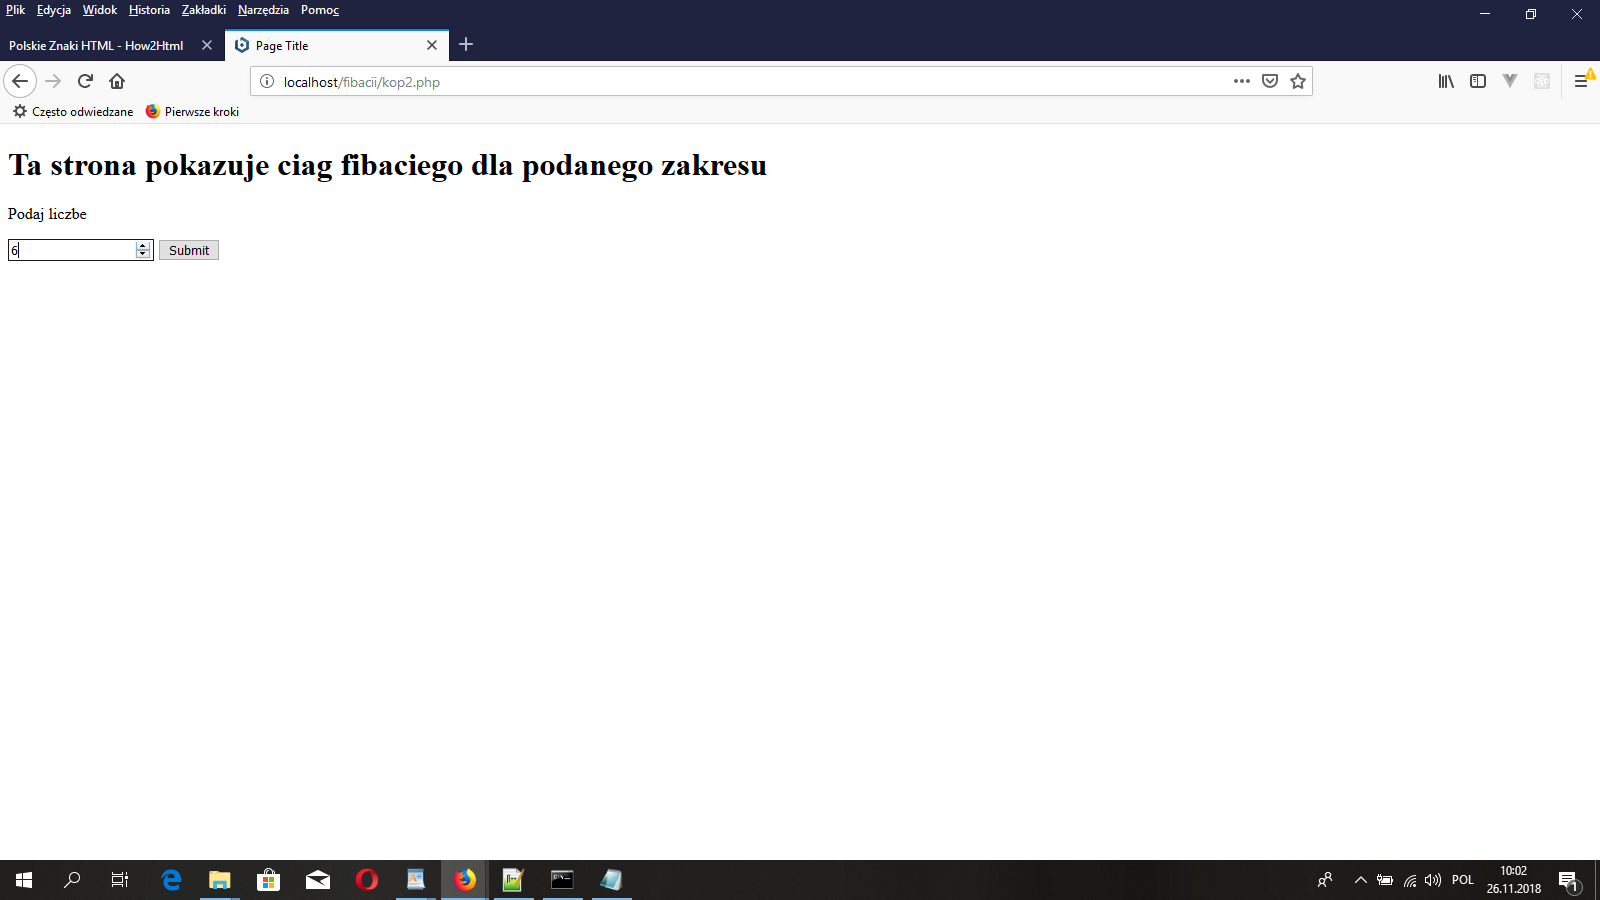 Plik Edycja Widok Historia Zakładki Narzędzia Pomoc
Polskie Znaki HTML - How2Html
Page Title
localhost/fibacii/kop2.php
Często odwiedzane
Pierwsze kroki
Ta strona pokazuje ciag fibaciego dla podanego zakresu
Podaj liczbe
6
Submit
POL
10:02
26.11.2018
1